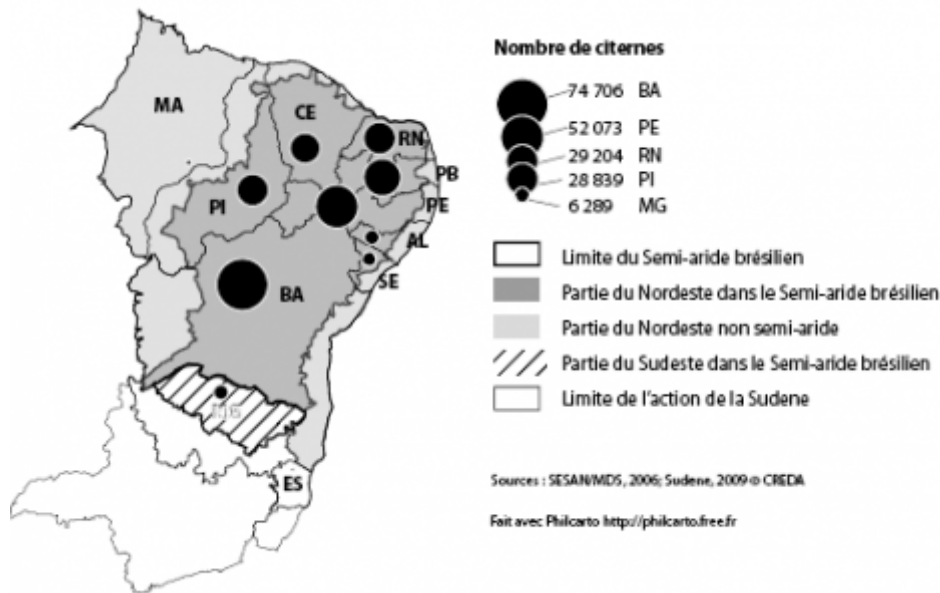 Nombre de citernes
74 706 BA
52 073 PE
29 204 RN
28 839 PI
6 289 MG
Limite du Semi-aride brésilien
Partie du Nordeste dans le Semi-aride brésilien
Partie du Nordeste non semi-aride
Partie du Sudeste dans le Semi-aride brésilien
Limite de l'action de la Sudene
Sources : SESAN/MDS, 2006; Sudene, 2009 © CREDA
Fait avec Philcarto http://philcarto.free.fr
MA
CE
RN
PB
PI
PE
AL
SE
BA
ES